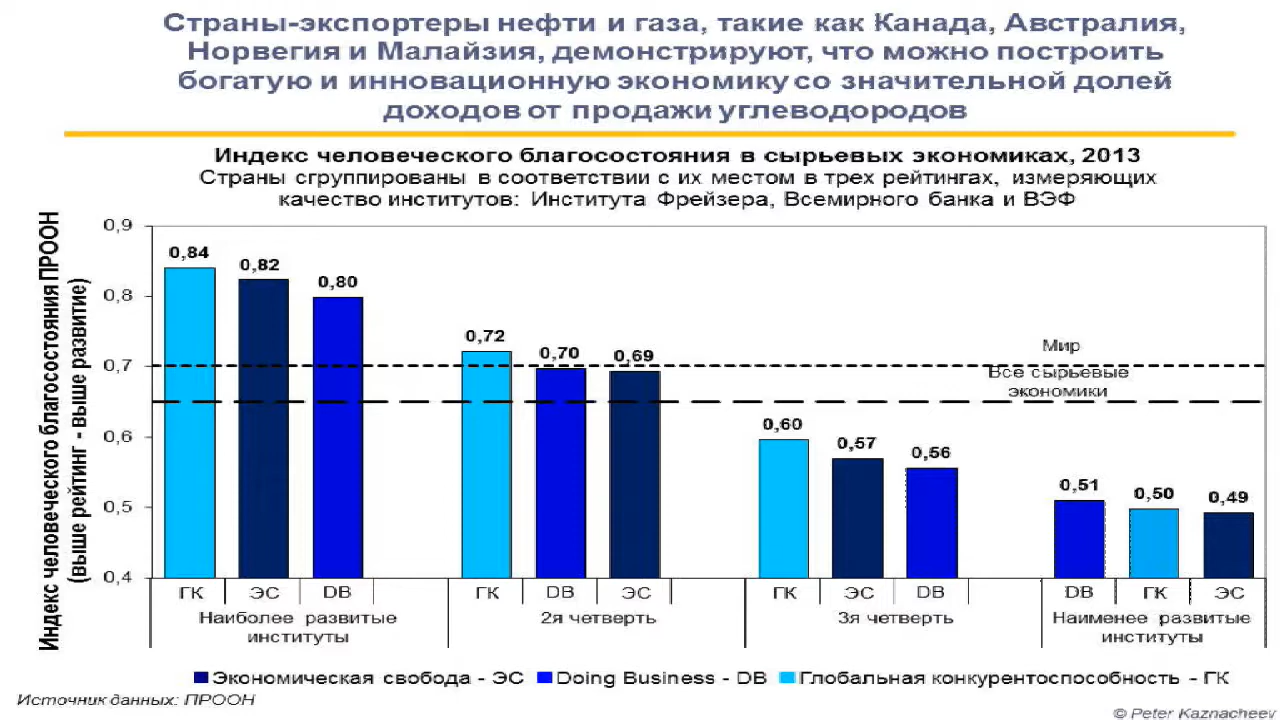 Страны-экспортеры нефти и газа, такие как Канада, Австралия,
Норвегия и Малайзия, демонстрируют, что можно построить
богатую и инновационную экономику со значительной долей
доходов от продажи углеводородов
Индекс человеческого благосостояния в сырьевых экономиках, 2013
Страны сгруппированы в соответствии с их местом в трех рейтингах, измеряющих
качество институтов: Института Фрейзера, Всемирного банка и ВЭФ
Индекс человеческого благосостояния ПРООН
(выше рейтинг - выше развитие)
0,9
0,8
0,7
0,6
0,5
0,4
0,84
0,82
0,80
0,72
0,70
0,69
0,60
0,57
0,56
0,51
0,50
0,49
Мир
Все сырьевые
экономики
ГК ЭС DB ГК DB ЭС ГК ЭС DB DB ГК ЭС
Наиболее развитые
институты
2я четверть
3я четверть
Наименее развитые
институты
Экономическая свобода - ЭС Doing Business - DB Глобальная конкурентоспособность - ГК
Источник данных: ПРООН
© Peter Kaznacheev